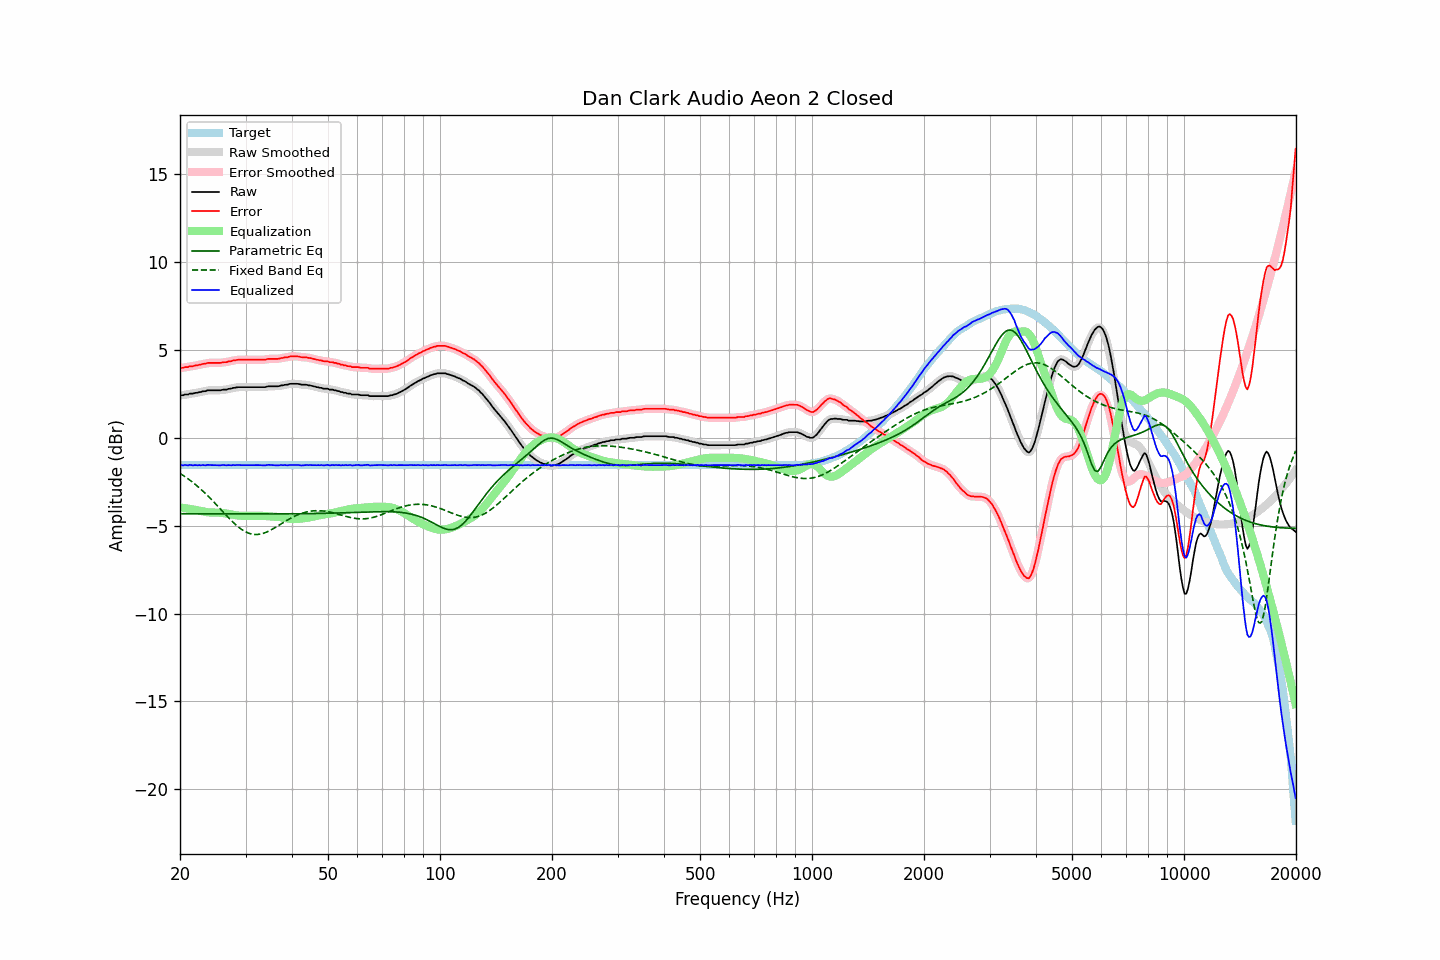 Dan Clark Audio Aeon 2 Closed
Target
Raw Smoothed
Error Smoothed
Raw
Error
Equalization
Parametric Eq
Fixed Band Eq
Equalized
Amplitude (dBr)
15
10
5
0
−5
−10
−15
−20
20
50
100
200
500
1000
2000
5000
10000
20000
Frequency (Hz)